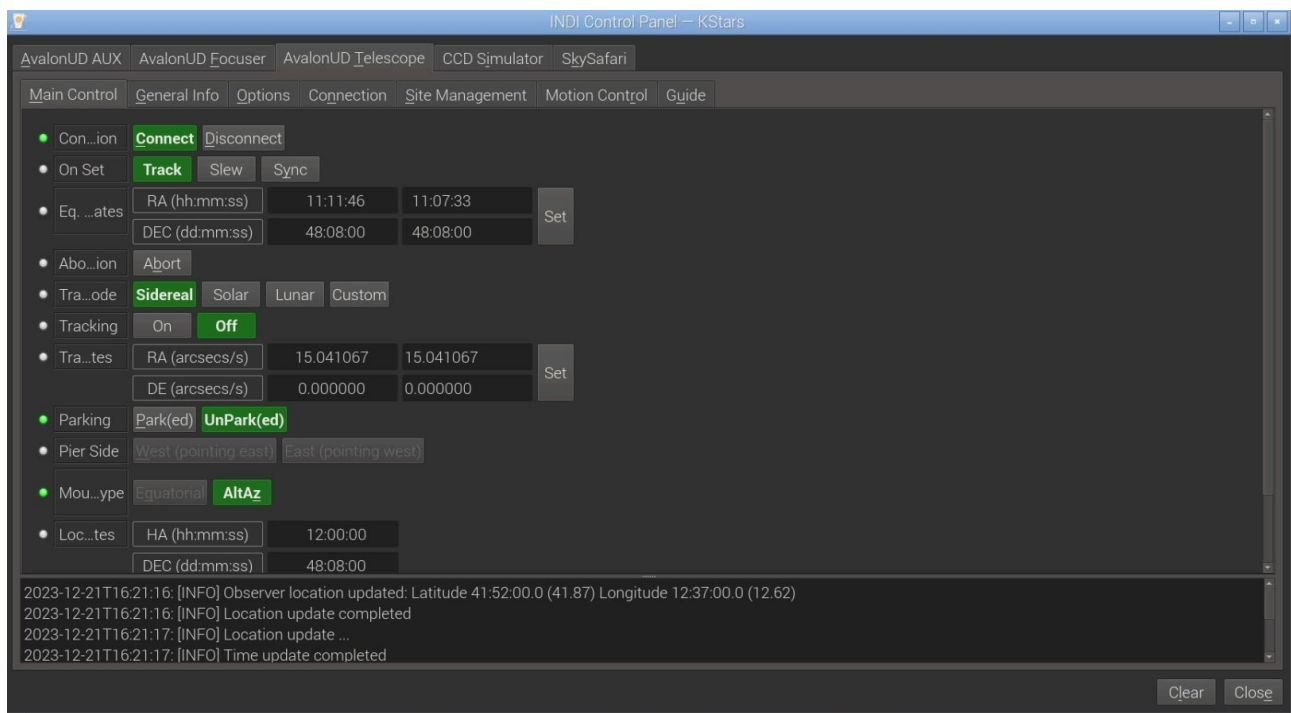 INDI Control Panel — KStars
AvalonUD AUX AvalonUD Focuser AvalonUD Telescope CCD Simulator SkySafari
Main Control General Info Options Connection Site Management Motion Control Guide
Con...ion Connect Disconnect
On Set Track Slew Sync
Eq. ...ates RA (hh:mm:ss) 11:11:46 11:07:33 Set
DEC (dd:mm:ss) 48:08:00 48:08:00
Abo...ion Abort
Tra...ode Sidereal Solar Lunar Custom
Tracking On Off
Tra...tes RA (arcsecs/s) 15.041067 15.041067 Set
DE (arcsecs/s) 0.000000 0.000000
Parking Park(ed) UnPark(ed)
Pier Side West (pointing east) East (pointing west)
Mou...ype Equatorial AltAz
Loc...tes HA (hh:mm:ss) 12:00:00
DEC (dd:mm:ss) 48:08:00
2023-12-21T16:21:16: [INFO] Observer location updated: Latitude 41:52:00.0 (41.87) Longitude 12:37:00.0 (12.62)
2023-12-21T16:21:16: [INFO] Location update completed
2023-12-21T16:21:17: [INFO] Location update ...
2023-12-21T16:21:17: [INFO] Time update completed
Clear Close